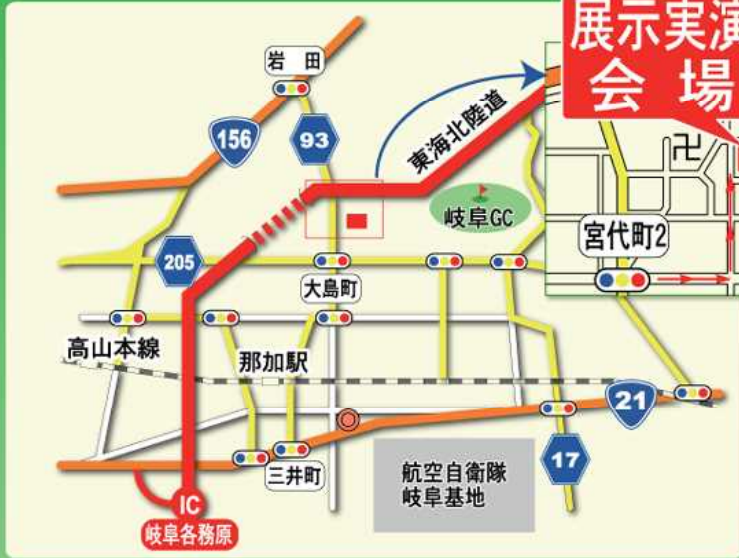 展示実演
会場
岩田
156
93
東海北陸道
岐阜GC
卍
宮代町2
205
大島町
高山本線
那加駅
21
三井町
航空自衛隊
岐阜基地
17
IC
岐阜各務原